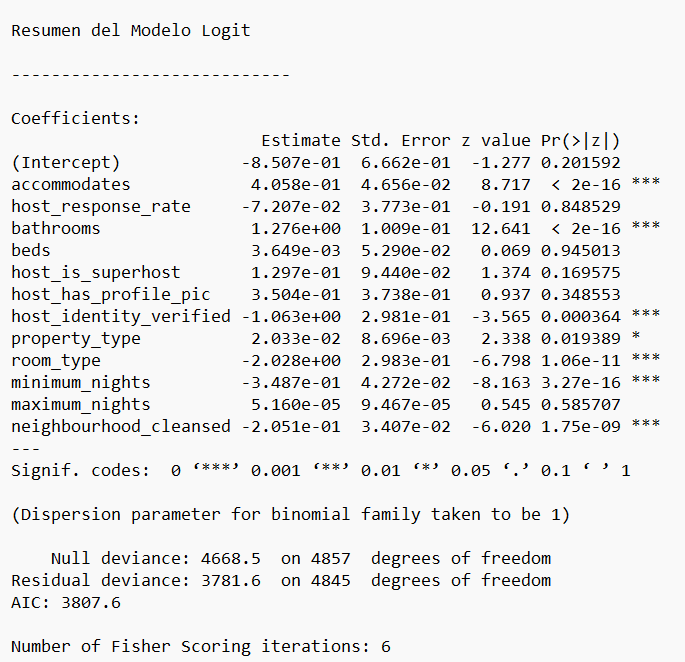 Resumen del Modelo Logit
----------------------------
Coefficients:
Estimate Std. Error z value Pr(>|z|)
(Intercept) -8.507e-01 6.662e-01 -1.277 0.201592
accommodates 4.058e-01 4.656e-02 8.717 < 2e-16 ***
host_response_rate -7.207e-02 3.773e-01 -0.191 0.848529
bathrooms 1.276e+00 1.009e-01 12.641 < 2e-16 ***
beds 3.649e-03 5.290e-02 0.069 0.945013
host_is_superhost 1.297e-01 9.440e-02 1.374 0.169575
host_has_profile_pic 3.504e-01 3.738e-01 0.937 0.348553
host_identity_verified -1.063e+00 2.981e-01 -3.565 0.000364 ***
property_type 2.033e-02 8.696e-03 2.338 0.019389 *
room_type -2.028e+00 2.983e-01 -6.798 1.06e-11 ***
minimum_nights -3.487e-01 4.272e-02 -8.163 3.27e-16 ***
maximum_nights 5.160e-05 9.467e-05 0.545 0.585707
neighbourhood_cleansed -2.051e-01 3.407e-02 -6.020 1.75e-09 ***
---
Signif. codes: 0 ‘***’ 0.001 ‘**’ 0.01 ‘*’ 0.05 ‘.’ 0.1 ‘ ’ 1
(Dispersion parameter for binomial family taken to be 1)
Null deviance: 4668.5 on 4857 degrees of freedom
Residual deviance: 3781.6 on 4845 degrees of freedom
AIC: 3807.6
Number of Fisher Scoring iterations: 6